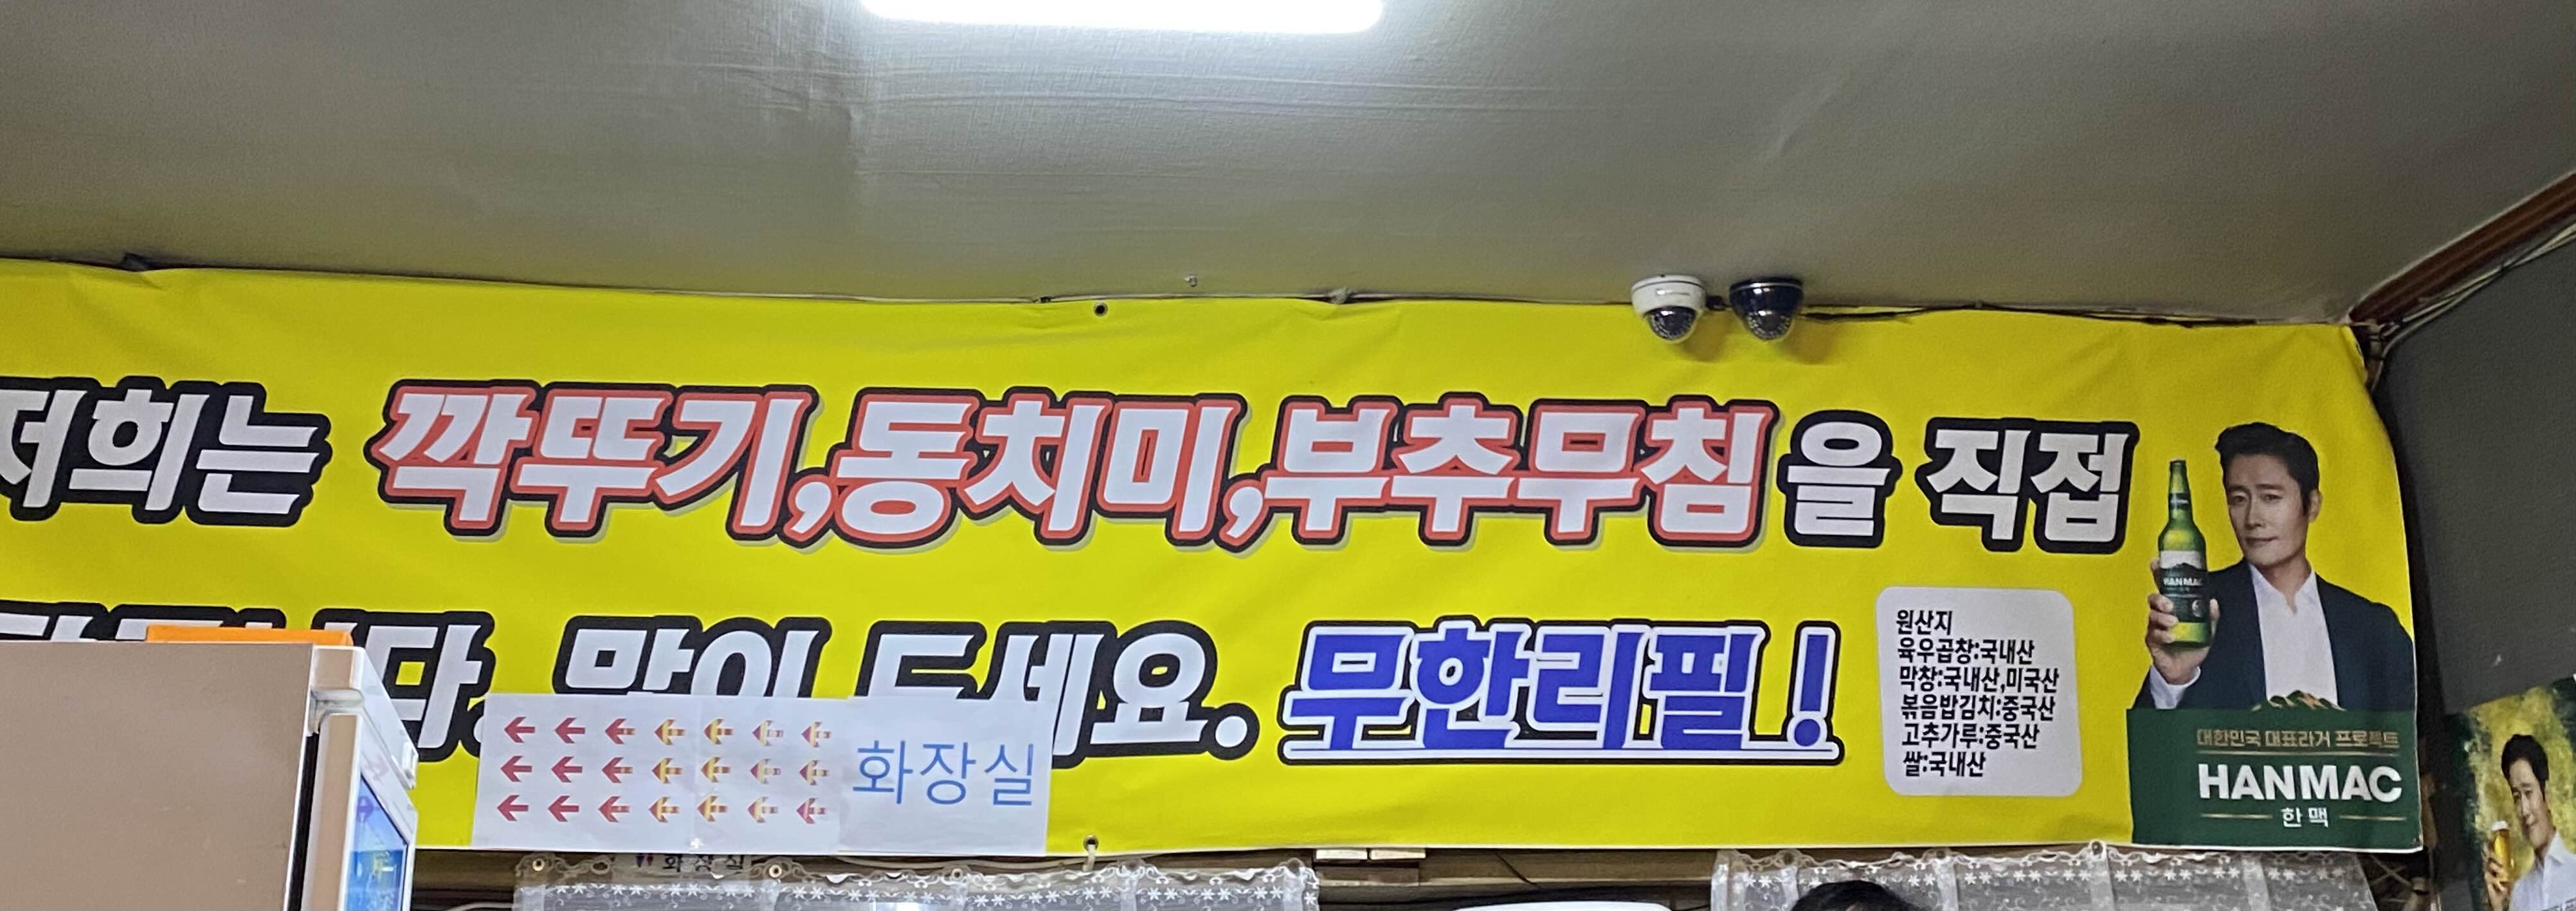 저희는 깍뚜기,동치미,부추무침을 직접
많이 드세요. 무한리필!
화장실
원산지
육우곱창:국내산
막창:국내산,미국산
볶음밥김치:중국산
고추가루:중국산
쌀:국내산
HANMAC
대한민국 대표라거 프로젝트
HANMAC
한맥
화장실